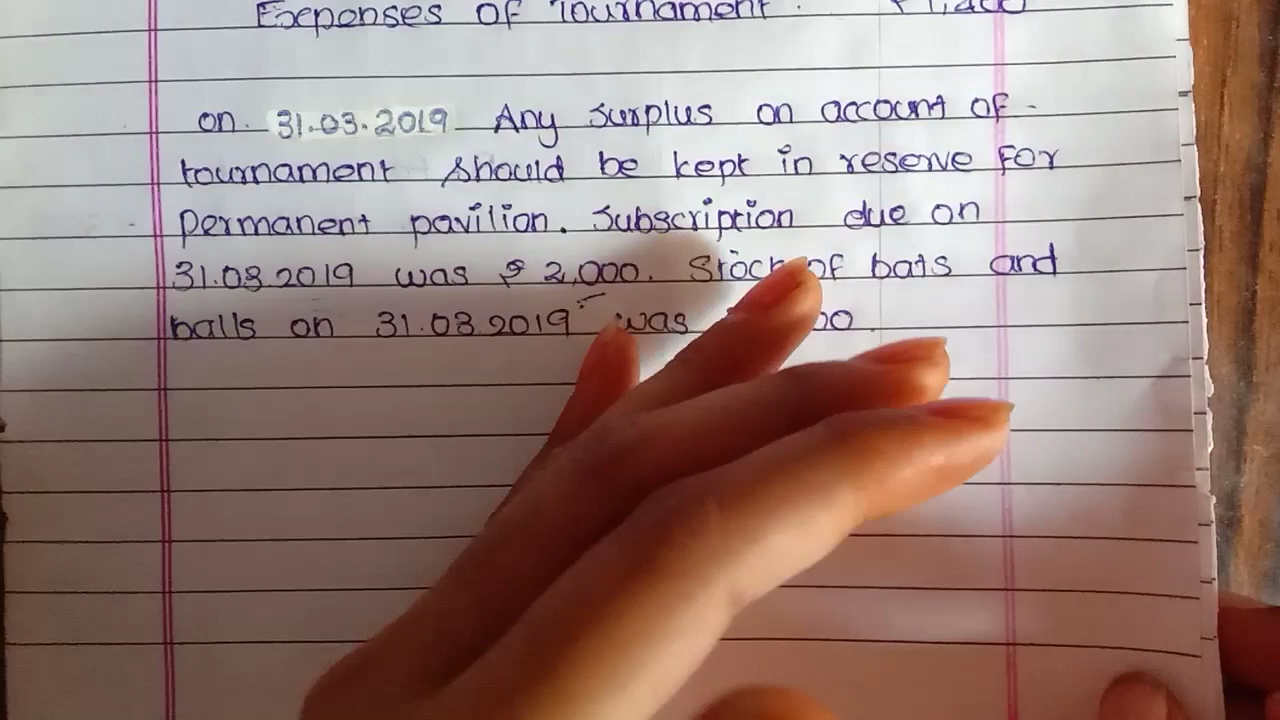 Expenses of Tournament.
on. 31.03.2019 Any surplus on account of -
tournament should be kept in reserve for
permanent pavilion. Subscription due on
31.03.2019 was ₹ 2,000. Stock of bats and
balls on 31.03.2019 was